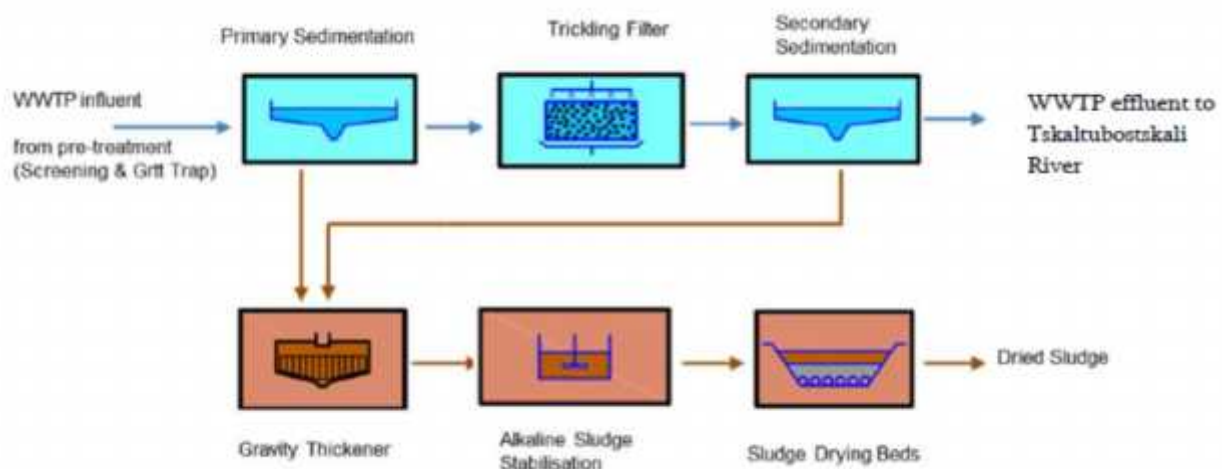 Primary Sedimentation
Trickling Filter
Secondary
Sedimentation
WWTP influent
from pre-treatment
(Screening & Grit Trap)
WWTP effluent to
Tskaltubostskali
River
Gravity Thickener
Alkaline Sludge
Stabilisation
Sludge Drying Beds
Dried Sludge